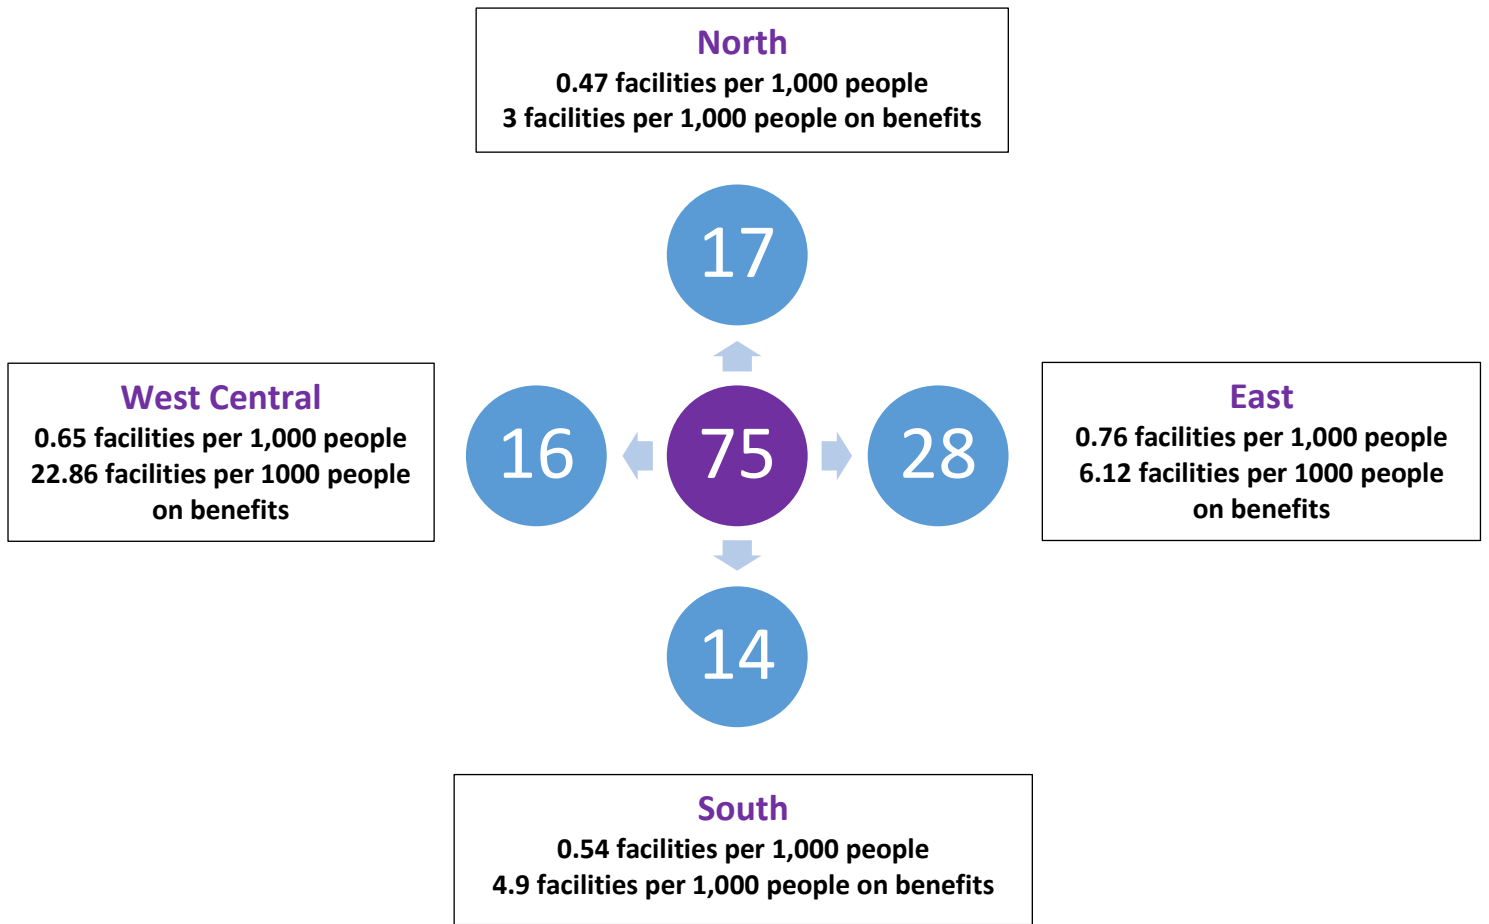 North
0.47 facilities per 1,000 people
3 facilities per 1,000 people on benefits
17
West Central
0.65 facilities per 1,000 people
22.86 facilities per 1000 people
on benefits
16
75
28
East
0.76 facilities per 1,000 people
6.12 facilities per 1000 people
on benefits
14
South
0.54 facilities per 1,000 people
4.9 facilities per 1,000 people on benefits